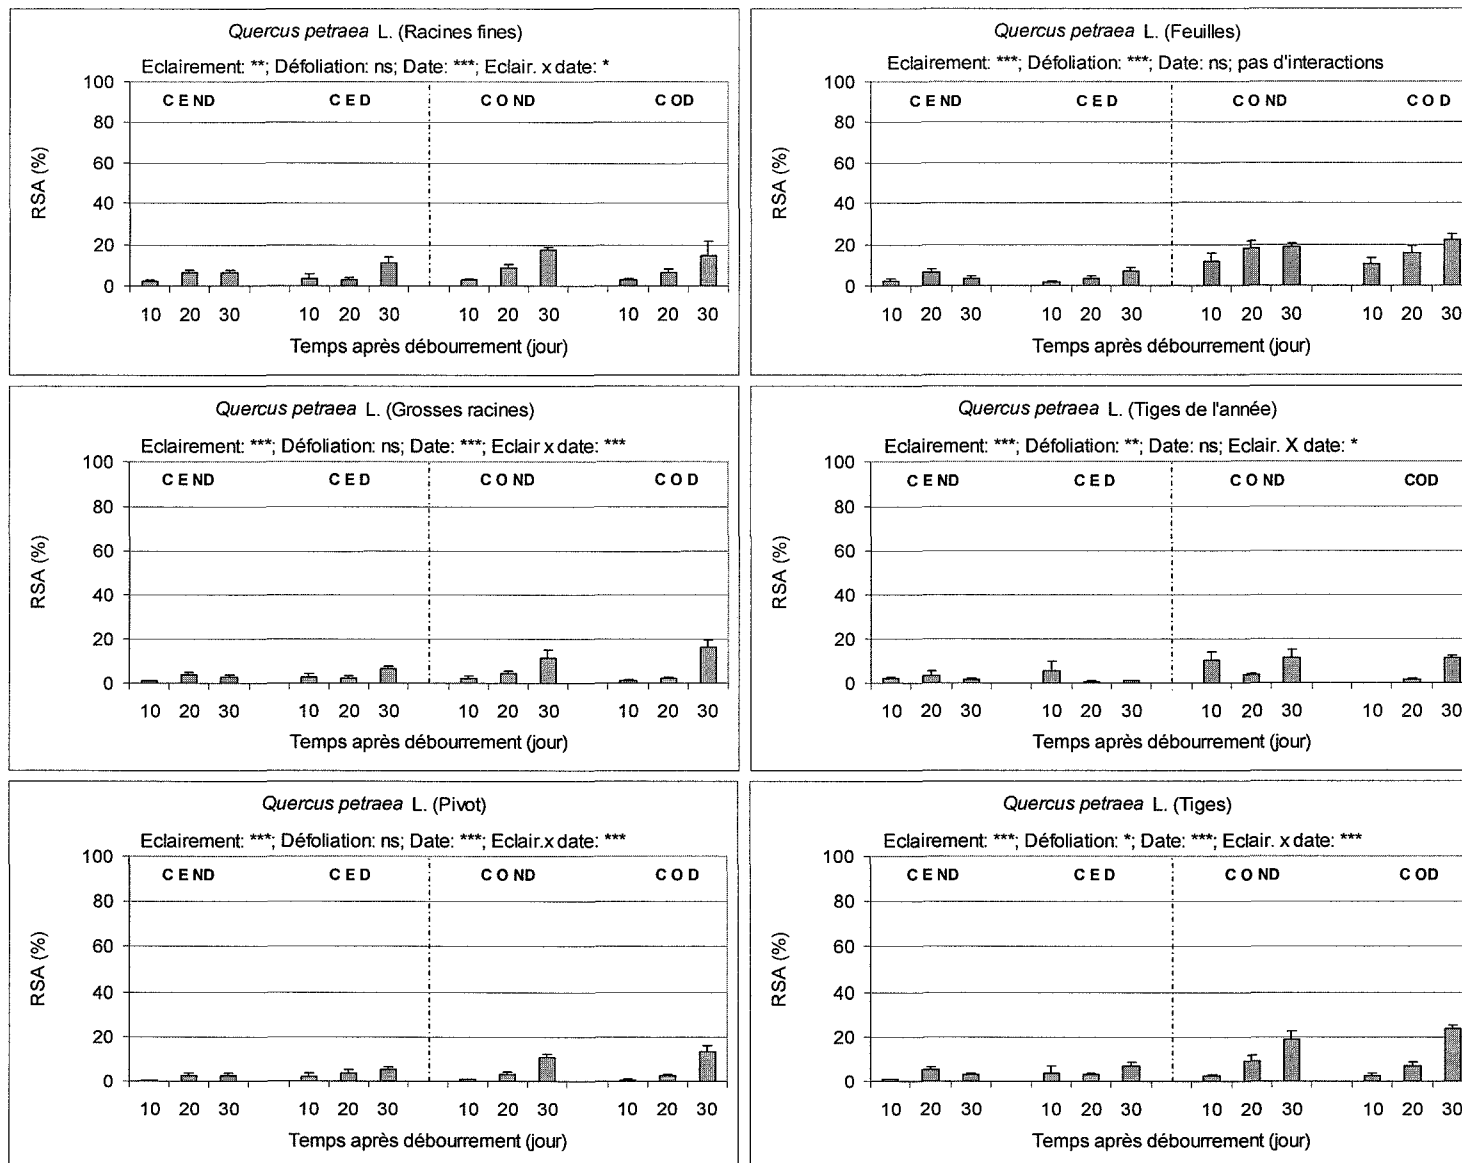 Quercus petraea L. (Racines fines)
Eclairement: **; Défoliation: ns; Date: ***; Eclair. x date: *
100
80
60
40
20
0
RSA (%)
C E ND
C E D
C O ND
C OD
10 20 30 10 20 30 10 20 30 10 20 30
Temps après débourrement (jour)
Quercus petraea L. (Feuilles)
Eclairement: ***; Défoliation: ***; Date: ns; pas d'interactions
100
80
60
40
20
0
RSA (%)
C E ND
C E D
C O ND
C O D
10 20 30 10 20 30 10 20 30 10 20 30
Temps après débourrement (jour)
Quercus petraea L. (Grosses racines)
Eclairement: ***; Défoliation: ns; Date: ***; Eclair x date: ***
100
80
60
40
20
0
RSA (%)
C E ND
C E D
C O ND
C O D
10 20 30 10 20 30 10 20 30 10 20 30
Temps après débourrement (jour)
Quercus petraea L. (Tiges de l'année)
Eclairement: ***; Défoliation: **; Date: ns; Eclair. X date: *
100
80
60
40
20
0
RSA (%)
C E ND
C E D
C O ND
COD
10 20 30 10 20 30 10 20 30 10 20 30
Temps après débourrement (jour)
Quercus petraea L. (Pivot)
Eclairement: ***; Défoliation: ns; Date: ***; Eclair.x date: ***
100
80
60
40
20
0
RSA (%)
C E ND
C E D
C O ND
C O D
10 20 30 10 20 30 10 20 30 10 20 30
Temps après débourrement (jour)
Quercus petraea L. (Tiges)
Eclairement: ***; Défoliation: *; Date: ***; Eclair. x date: ***
100
80
60
40
20
0
RSA (%)
C E ND
C E D
C O ND
C O D
10 20 30 10 20 30 10 20 30 10 20 30
Temps après débourrement (jour)